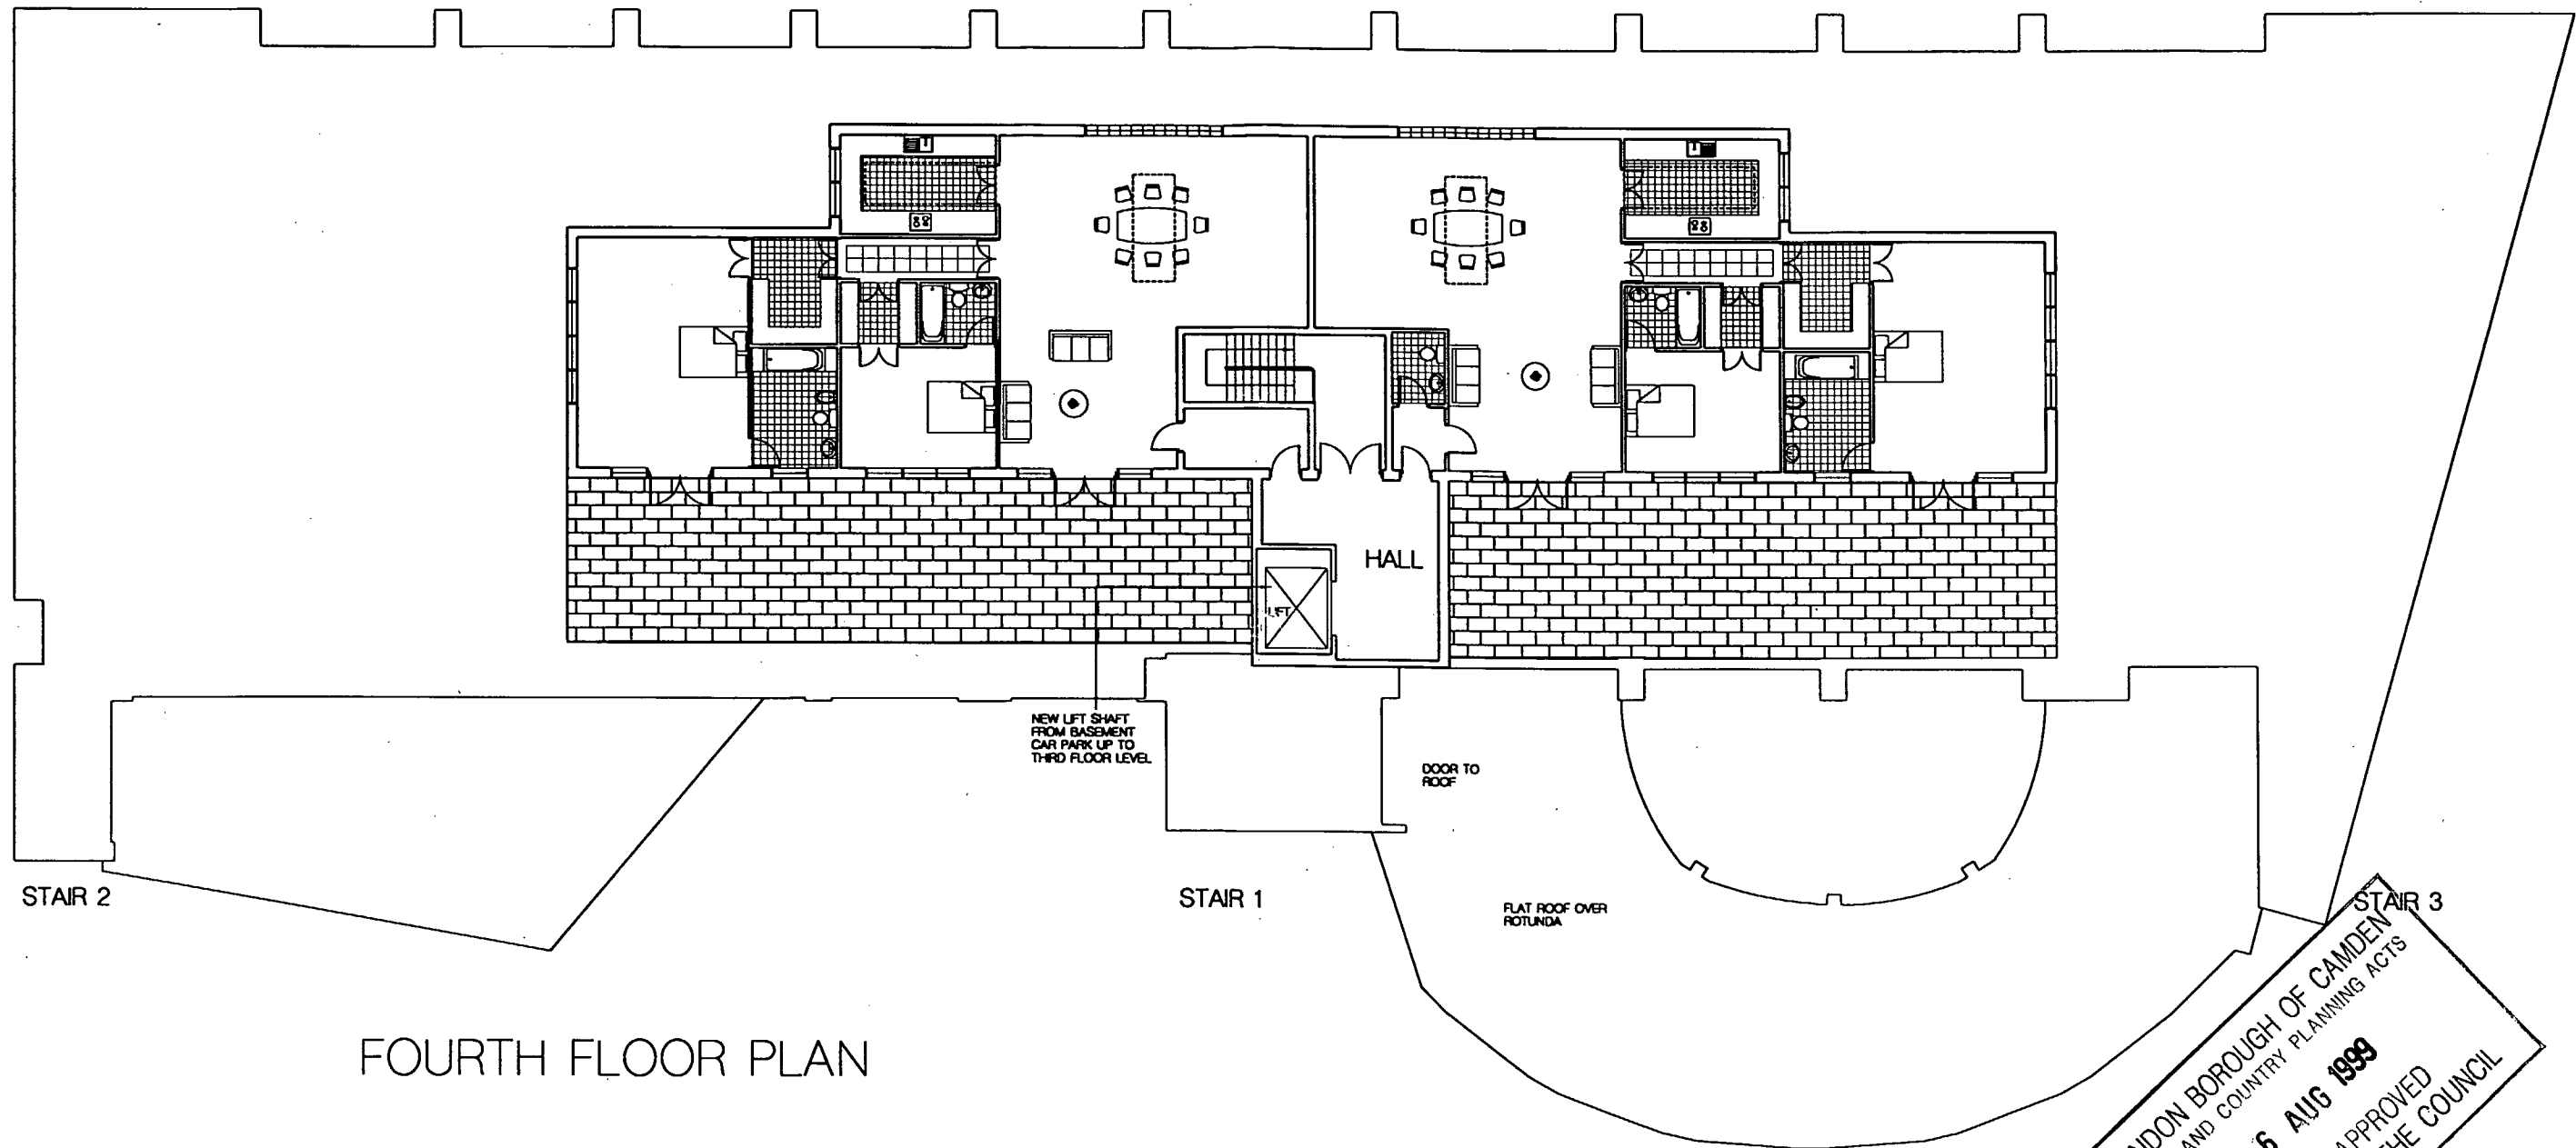 HALL
LIFT
NEW LIFT SHAFT
FROM BASEMENT
CAR PARK UP TO
THIRD FLOOR LEVEL
DOOR TO
ROOF
STAIR 2
STAIR 1
FLAT ROOF OVER
ROTUNDA
STAIR 3
FOURTH FLOOR PLAN
BOROUGH OF CAMDEN
AND COUNTRY PLANNING ACTS
6 AUG 1999
APPROVED
THE COUNCIL